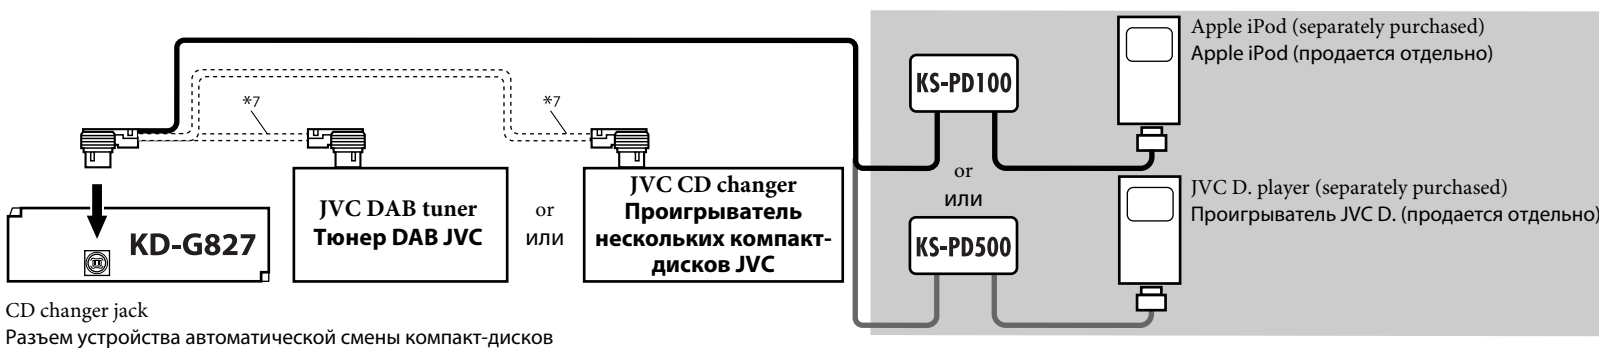 Apple iPod (separately purchased)
Apple iPod (продается отдельно)
KS-PD100
*7
*7
or
или
JVC DAB tuner
Тюнер DAB JVC
or
или
JVC CD changer
Проигрыватель
нескольких компакт-
дисков JVC
JVC D. player (separately purchased)
Проигрыватель JVC D. (продается отдельно)
KD-G827
KS-PD500
CD changer jack
Разъем устройства автоматической смены компакт-дисков